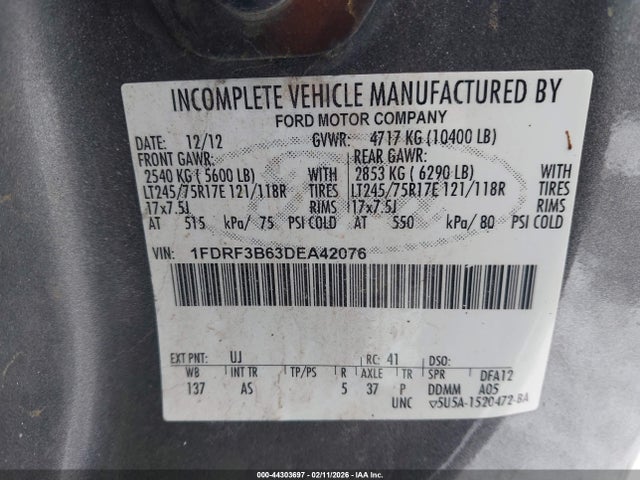 INCOMPLETE VEHICLE MANUFACTURED BY
FORD MOTOR COMPANY
DATE: 12/12 GVWR: 4717 KG (10400 LB)
FRONT GAWR: REAR GAWR:
2540 KG ( 5600 LB) WITH 2853 KG ( 6290 LB) WITH
LT245/75R17E 121/118R TIRES LT245/75R17E 121/118R TIRES
17x7.5J RIMS 17x7.5J RIMS
AT 515 kPa/ 75 PSI COLD AT 550 kPa/ 80 PSI COLD
VIN: 1FDRF3B63DEA42076
EXT PNT: UJ RC: 41 DSO:
WB INT TR TP/PS R AXLE TR SPR DFA12
137 AS 5 37 P DDMM A05
UNC ▽5U5A-1520472-BA
000-44303697 - 02/11/2026 - IAA Inc.